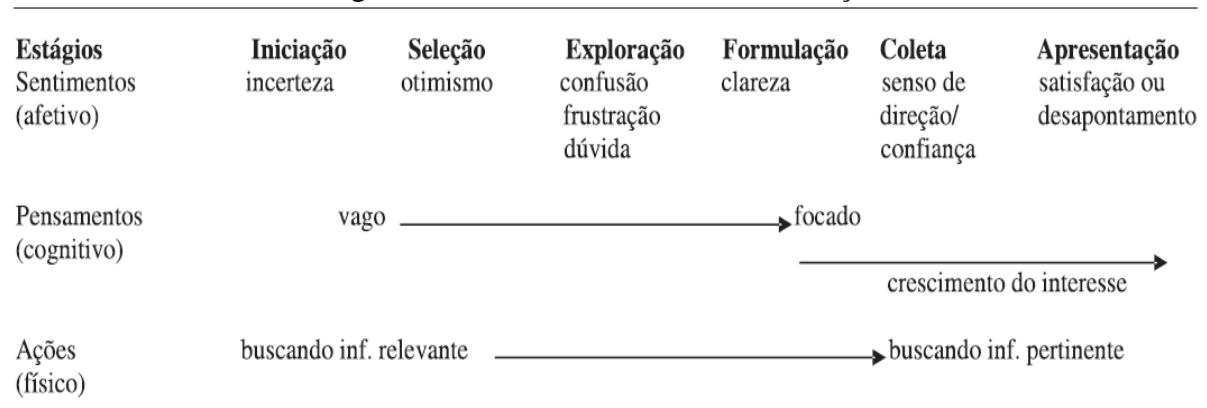 Estágios Iniciação Seleção Exploração Formulação Coleta Apresentação
Sentimentos incerteza otimismo confusão clareza senso de satisfação ou
(afetivo) frustração direção/ desapontamento
dúvida confiança
Pensamentos vago focado
(cognitivo)
crescimento do interesse
Ações buscando inf. relevante buscando inf. pertinente
(físico)